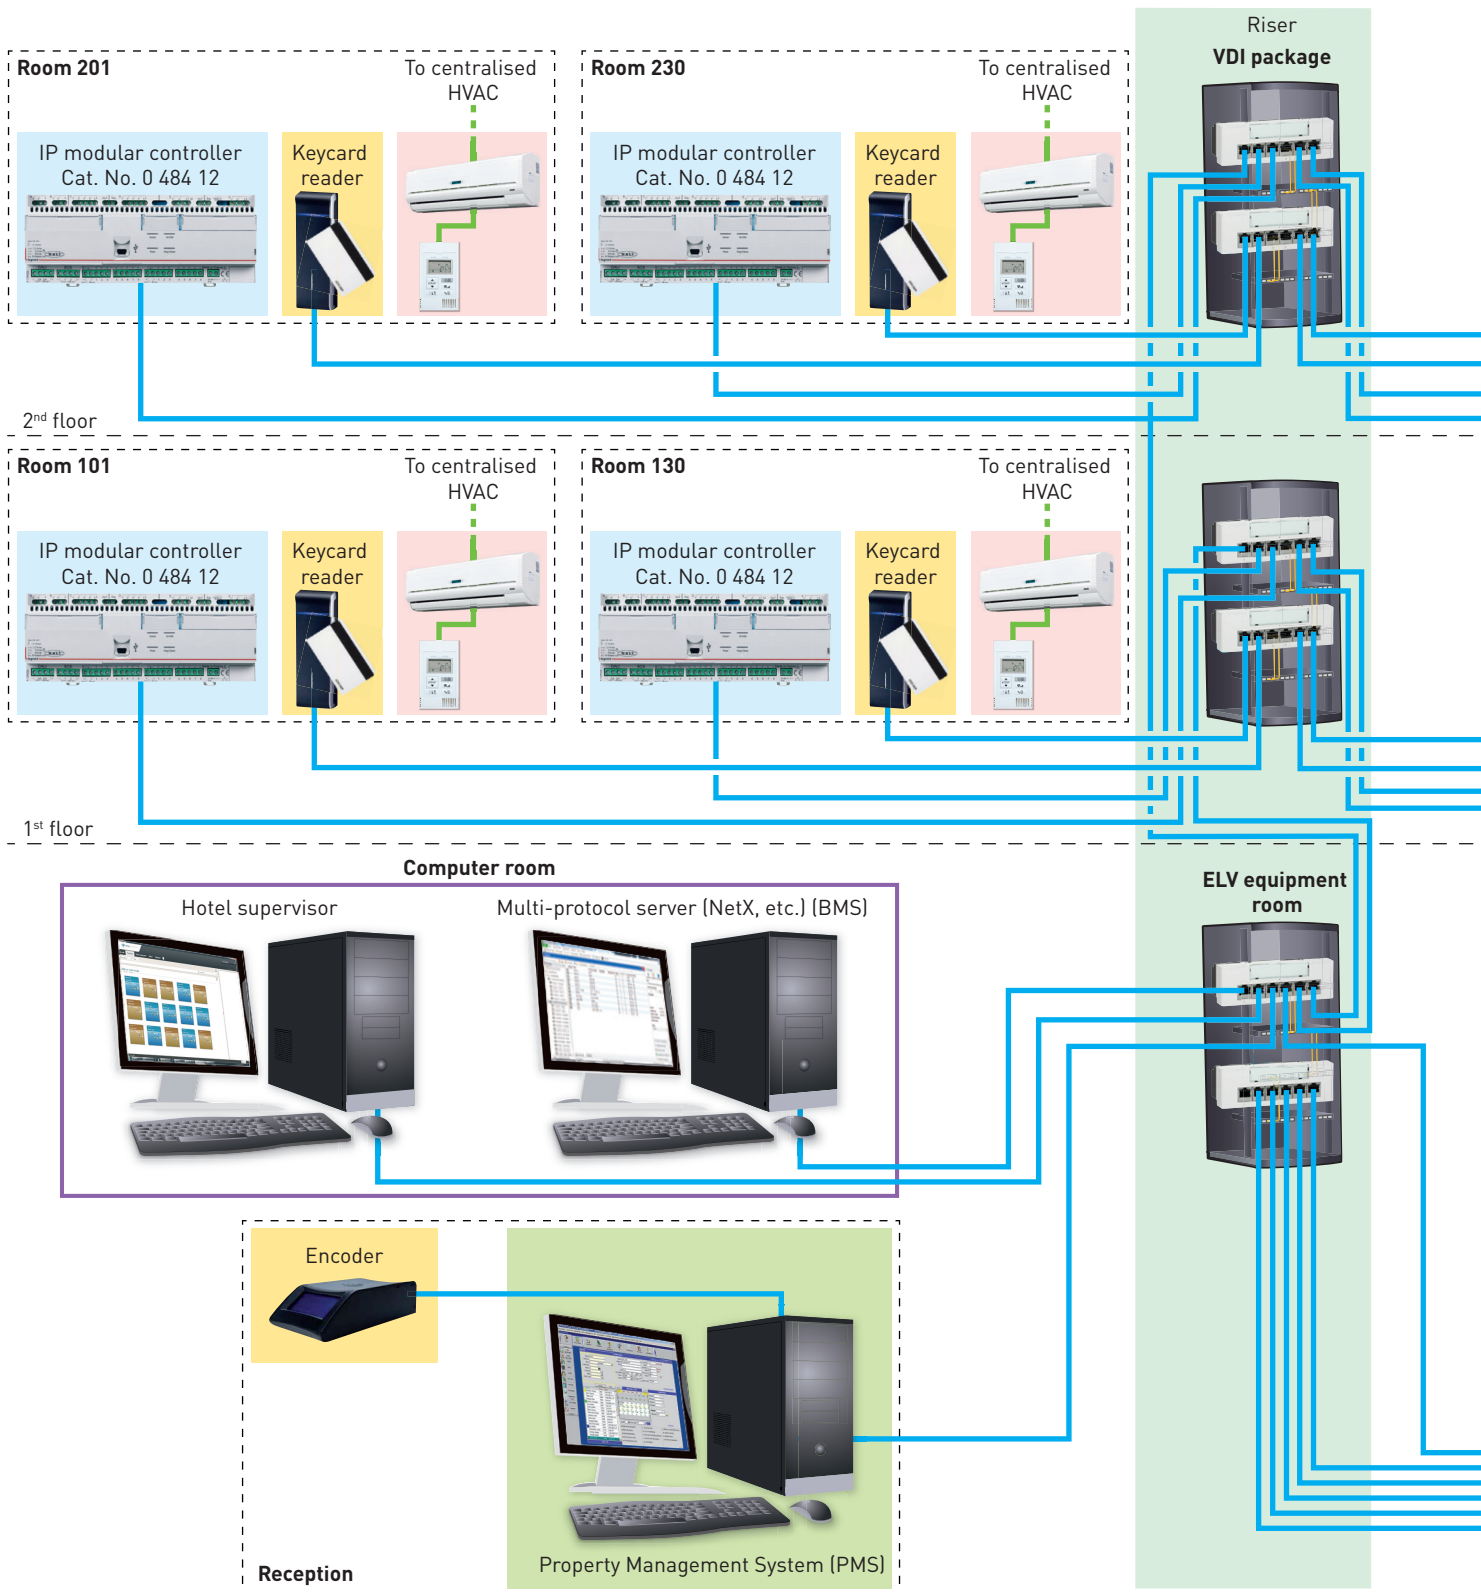 Riser
VDI package
Room 201
To centralised
HVAC
IP modular controller
Cat. No. 0 484 12
Keycard
reader
Room 230
To centralised
HVAC
IP modular controller
Cat. No. 0 484 12
Keycard
reader
2nd floor
Room 101
To centralised
HVAC
IP modular controller
Cat. No. 0 484 12
Keycard
reader
Room 130
To centralised
HVAC
IP modular controller
Cat. No. 0 484 12
Keycard
reader
1st floor
Computer room
Hotel supervisor
Multi-protocol server (NetX, etc.) (BMS)
ELV equipment
room
Encoder
Property Management System (PMS)
Reception